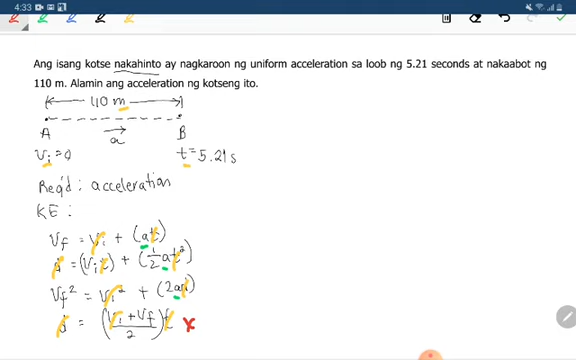 4:33
Ang isang kotse nakahinto ay nagkaroon ng uniform acceleration sa loob ng 5.21 seconds at nakaabot ng
110 m. Alamin ang acceleration ng kotseng ito.
110 m
A a B
Vi = 0 t = 5.21 s
Req'd : acceleration
KE :
Vf = Vi + (at)
d = (Vi t) + (1/2 at²)
Vf² = Vi² + (2ad)
d = ((Vi + Vf)/2) t x